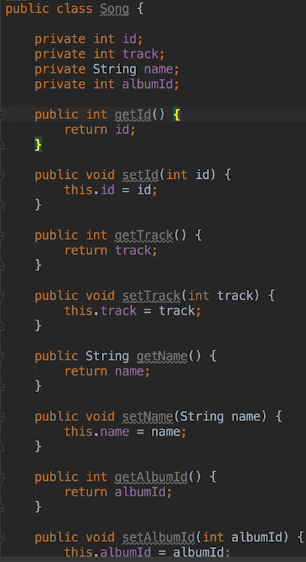 public class Song {
private int id;
private int track;
private String name;
private int albumId;
public int getId() {
return id;
}
public void setId(int id) {
this.id = id;
}
public int getTrack() {
return track;
}
public void setTrack(int track) {
this.track = track;
}
public String getName() {
return name;
}
public void setName(String name) {
this.name = name;
}
public int getAlbumId() {
return albumId;
}
public void setAlbumId(int albumId) {
this.albumId = albumId;